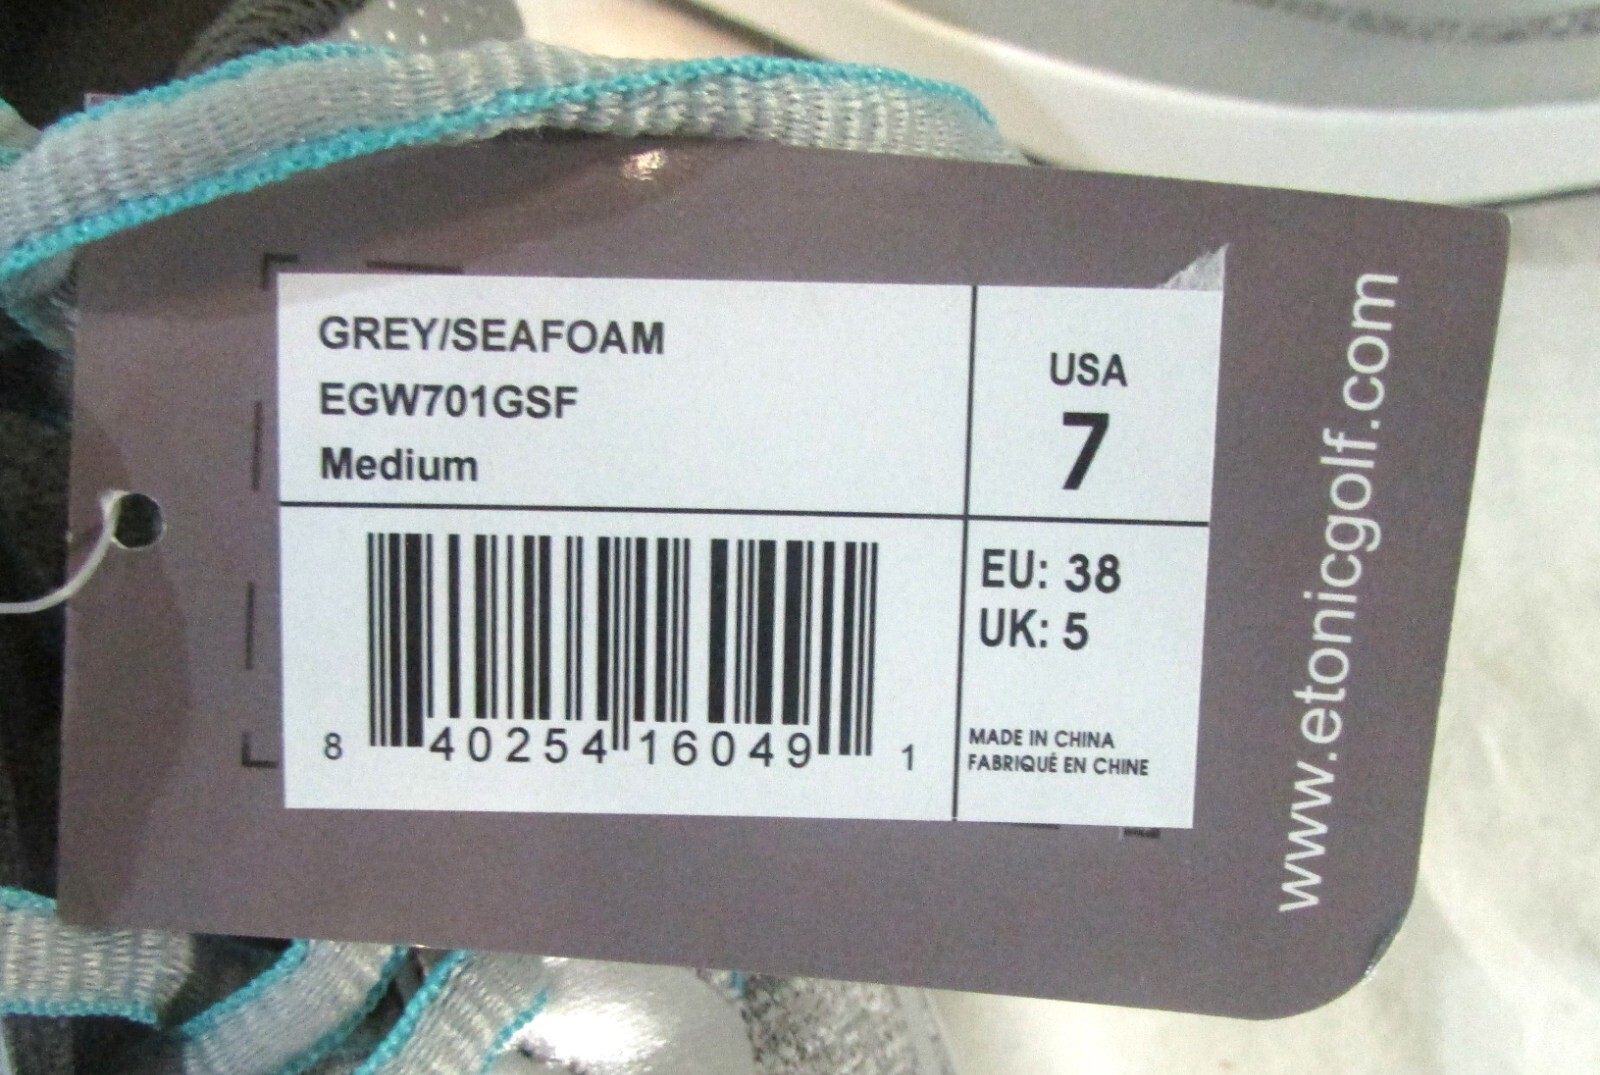 GREY/SEAFOAM
EGW701GSF
Medium
USA
7
8 40254 16049 1
EU: 38
UK: 5
MADE IN CHINA
FABRIQUÉ EN CHINE
www.etonicgolf.com